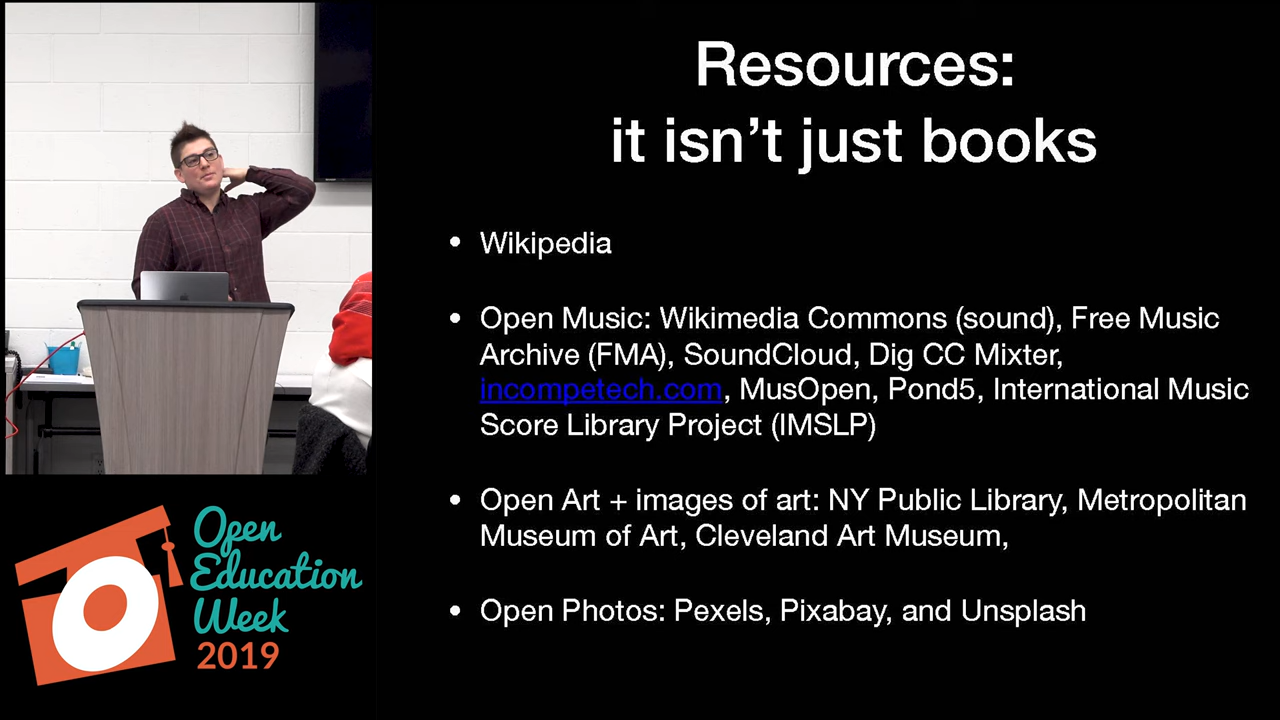 Resources:
it isn't just books
• Wikipedia
• Open Music: Wikimedia Commons (sound), Free Music
Archive (FMA), SoundCloud, Dig CC Mixter,
incompetech.com, MusOpen, Pond5, International Music
Score Library Project (IMSLP)
• Open Art + images of art: NY Public Library, Metropolitan
Museum of Art, Cleveland Art Museum,
• Open Photos: Pexels, Pixabay, and Unsplash
Open
Education
Week
2019